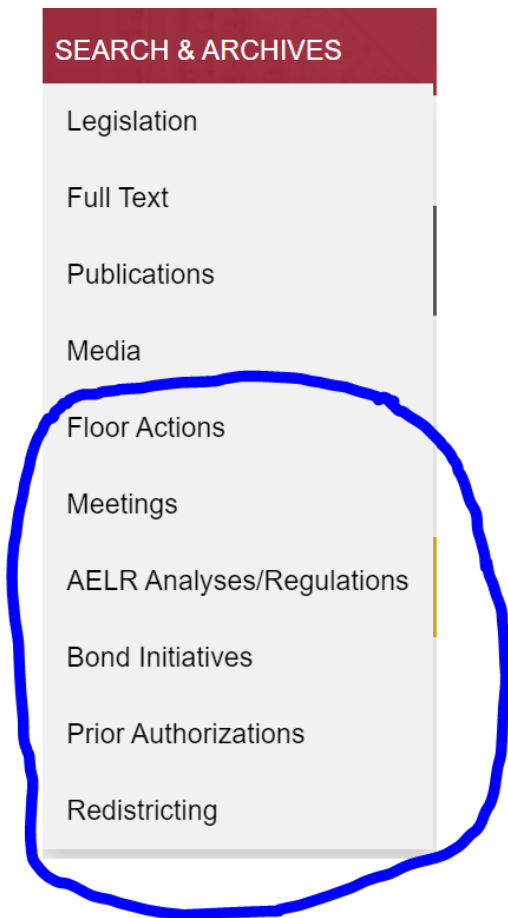 SEARCH & ARCHIVES
Legislation
Full Text
Publications
Media
Floor Actions
Meetings
AELR Analyses/Regulations
Bond Initiatives
Prior Authorizations
Redistricting